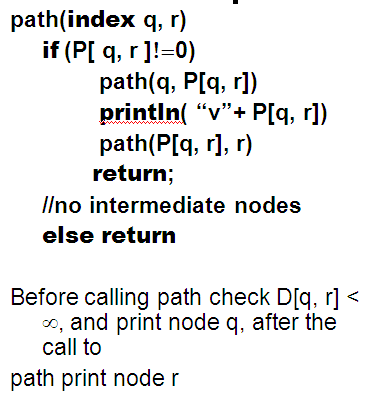 path(index q, r)
if (P[ q, r ]!=0)
path(q, P[q, r])
println( “v”+ P[q, r])
path(P[q, r], r)
return;
//no intermediate nodes
else return
Before calling path check D[q, r] <
∞, and print node q, after the
call to
path print node r